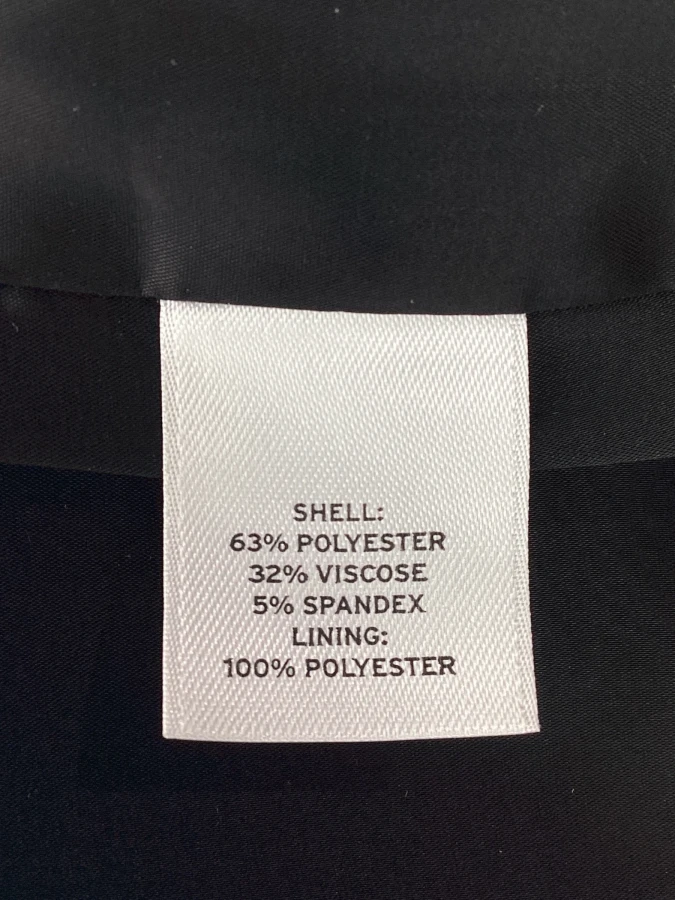 SHELL:
63% POLYESTER
32% VISCOSE
5% SPANDEX
LINING:
100% POLYESTER